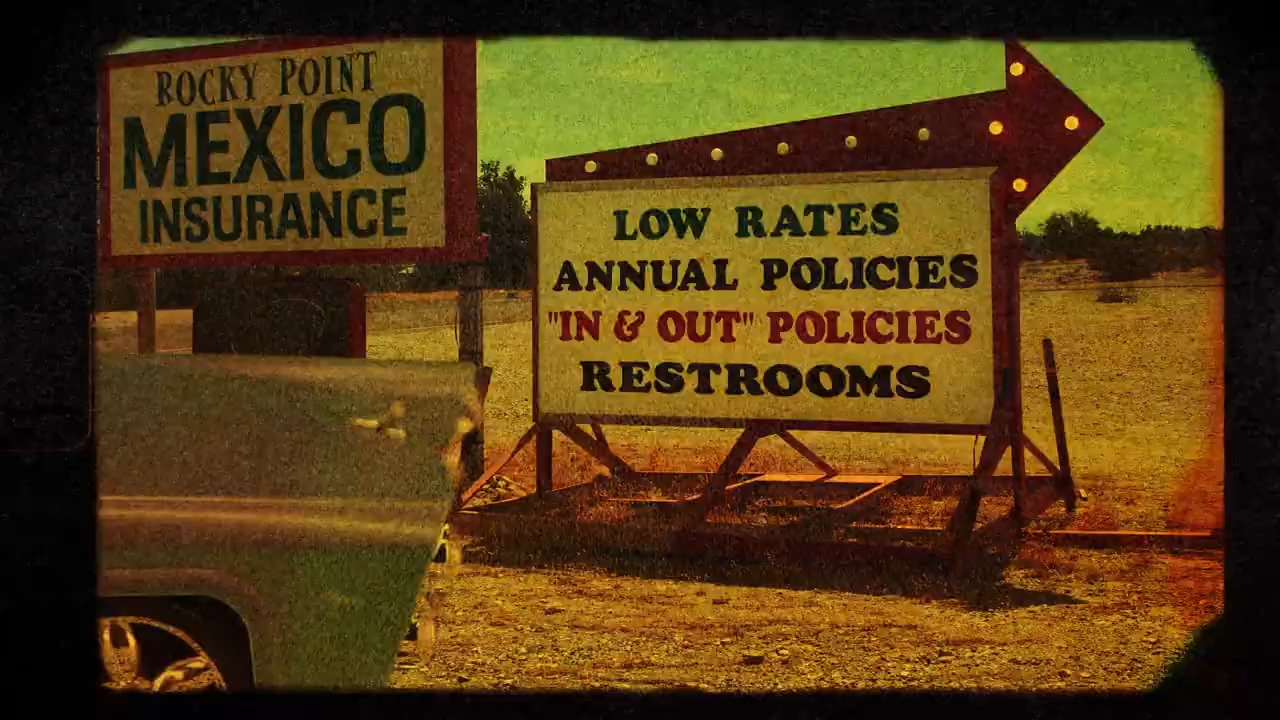 ROCKY POINT
MEXICO
INSURANCE
LOW RATES
ANNUAL POLICIES
"IN & OUT" POLICIES
RESTROOMS